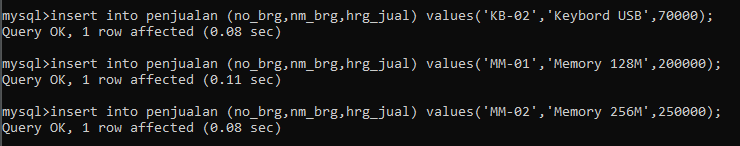 mysql>insert into penjualan (no_brg,nm_brg,hrg_jual) values('KB-02','Keybord USB',70000);
Query OK, 1 row affected (0.08 sec)
mysql>insert into penjualan (no_brg,nm_brg,hrg_jual) values('MM-01','Memory 128M',200000);
Query OK, 1 row affected (0.11 sec)
mysql>insert into penjualan (no_brg,nm_brg,hrg_jual) values('MM-02','Memory 256M',250000);
Query OK, 1 row affected (0.08 sec)